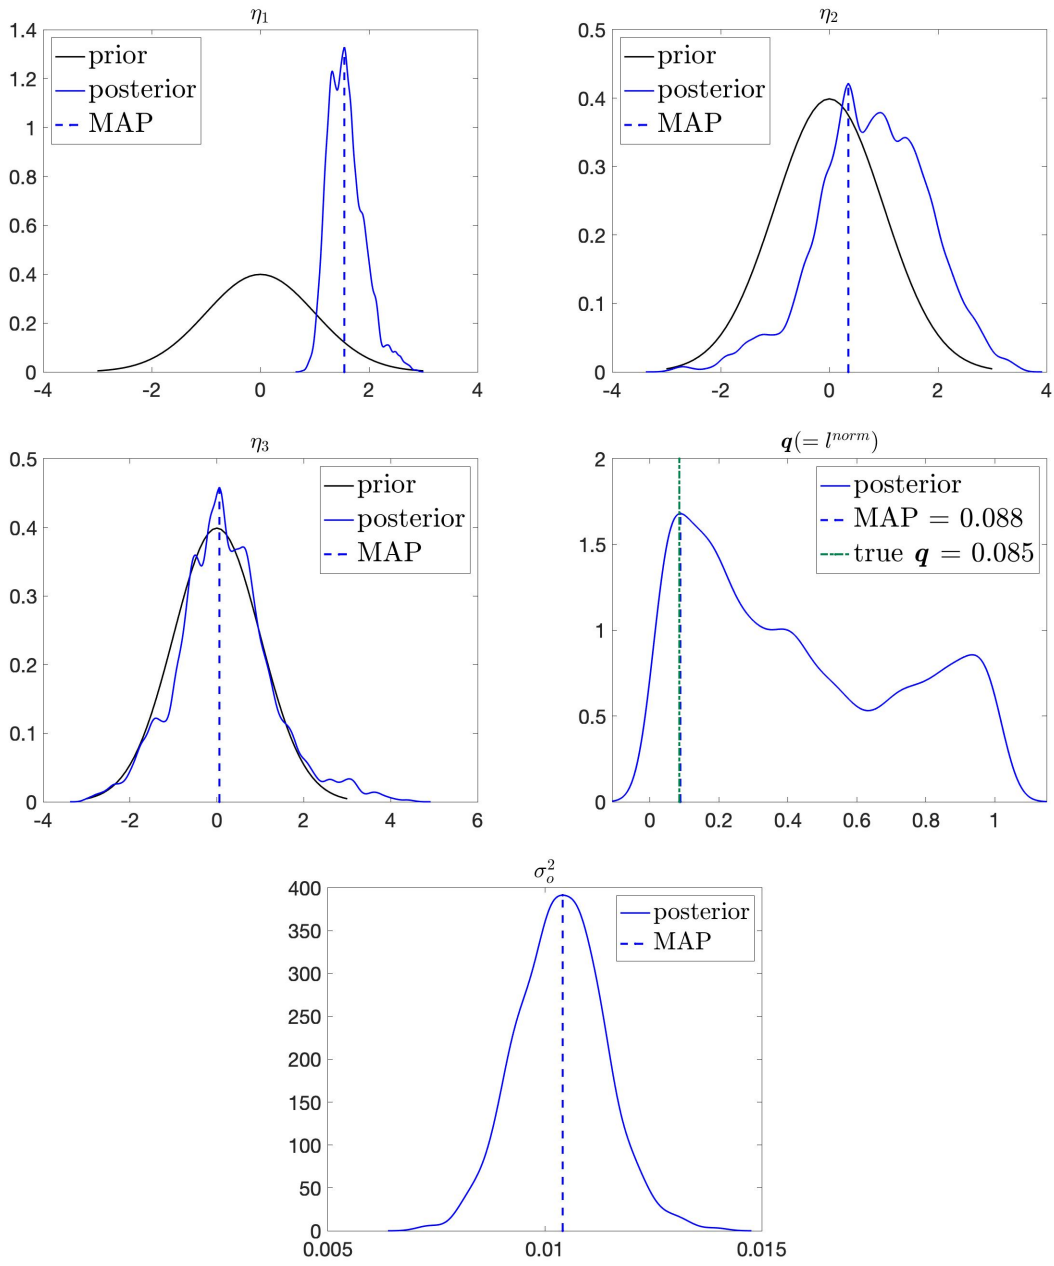 η₁
1.4
1.2
1
0.8
0.6
0.4
0.2
0
-4 -2 0 2 4
prior
posterior
MAP
η₂
0.5
0.4
0.3
0.2
0.1
0
-4 -2 0 2 4
prior
posterior
MAP
η₃
0.5
0.4
0.3
0.2
0.1
0
-4 -2 0 2 4 6
prior
posterior
MAP
q(= l^{norm})
2
1.5
1
0.5
0
0 0.2 0.4 0.6 0.8 1
posterior
MAP = 0.088
true q = 0.085
σ_o^2
400
350
300
250
200
150
100
50
0
0.005 0.01 0.015
posterior
MAP